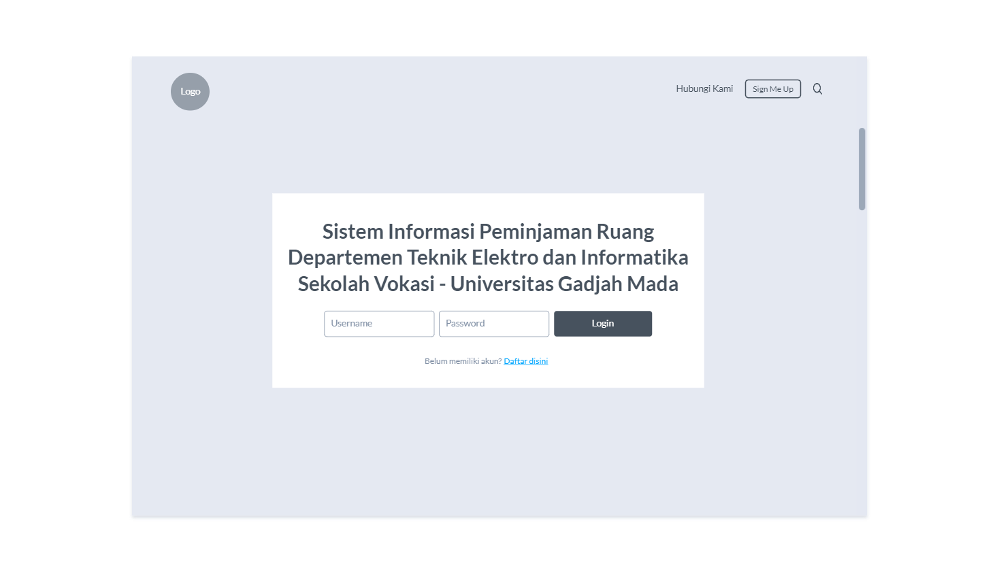 Logo
Hubungi Kami
Sign Me Up
Sistem Informasi Peminjaman Ruang
Departemen Teknik Elektro dan Informatika
Sekolah Vokasi - Universitas Gadjah Mada
Username
Password
Login
Belum memiliki akun? Daftar disini